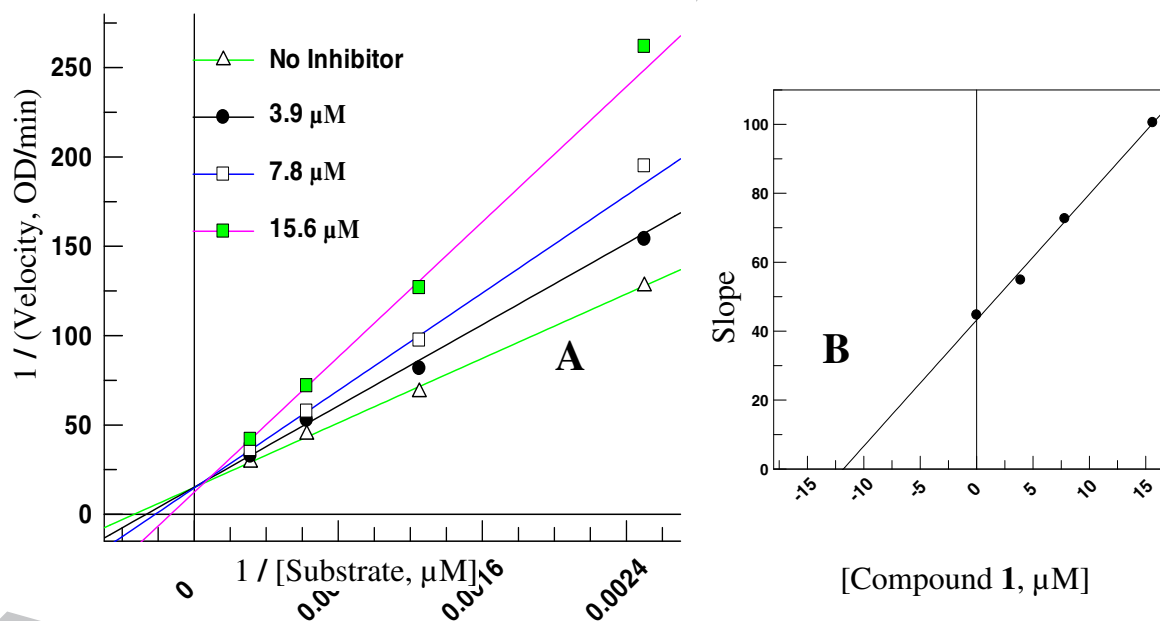 No Inhibitor
3.9 µM
7.8 µM
15.6 µM
A
1 / (Velocity, OD/min)
250
200
150
100
50
0
0
0.0024
1 / [Substrate, µM]
B
Slope
100
80
60
40
20
0
-15
-10
-5
0
5
10
15
[Compound 1, µM]